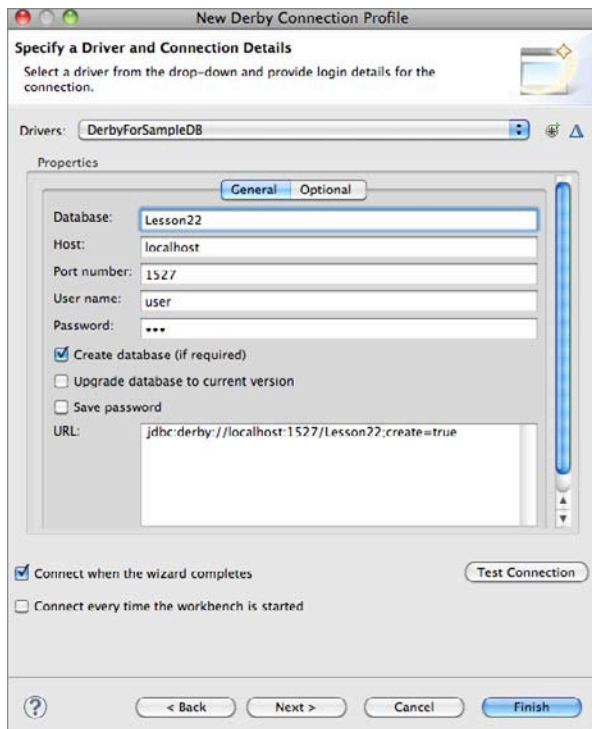 New Derby Connection Profile
Specify a Driver and Connection Details
Select a driver from the drop-down and provide login details for the
connection.
Drivers: DerbyForSampleDB
Properties
General Optional
Database: Lesson22
Host: localhost
Port number: 1527
User name: user
Password: •••
Create database (if required)
Upgrade database to current version
Save password
URL: jdbc:derby://localhost:1527/Lesson22;create=true
Connect when the wizard completes Test Connection
Connect every time the workbench is started
? < Back Next > Cancel Finish